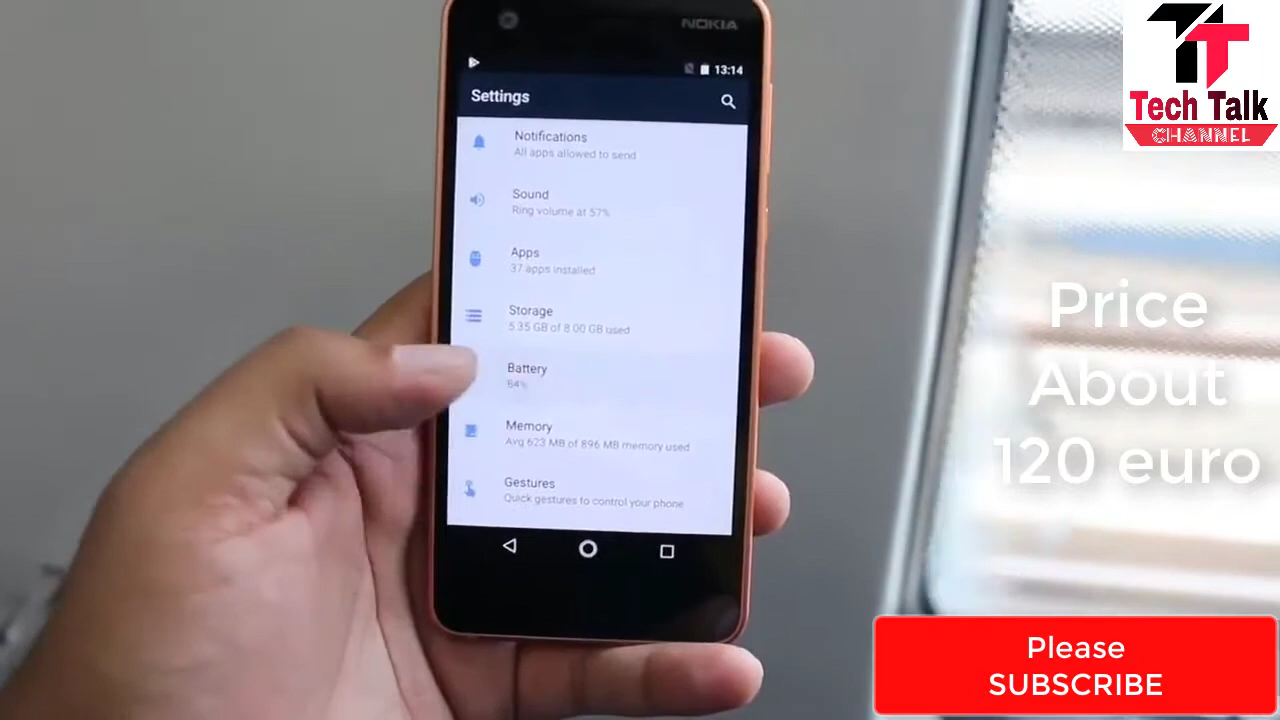 NOKIA
13:14
Settings
Notifications
All apps allowed to send
Sound
Ring volume at 57%
Apps
37 apps installed
Storage
5.35 GB of 8.00 GB used
Battery
84%
Memory
Avg 623 MB of 896 MB memory used
Gestures
Quick gestures to control your phone
TT
Tech Talk
CHANNEL
Price
About
120 euro
Please
SUBSCRIBE